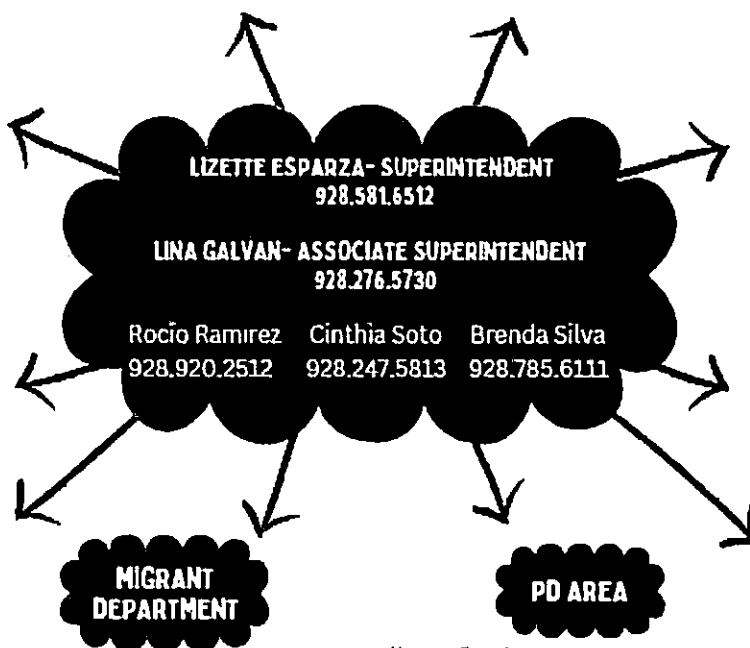 LIZETTE ESPARZA- SUPERINTENDENT
928.581.6512
LINA GALVAN- ASSOCIATE SUPERINTENDENT
928.276.5730
Rocio Ramirez Cinthia Soto Brenda Silva
928.920.2512 928.247.5813 928.785.6111
MIGRANT
DEPARTMENT
PD AREA